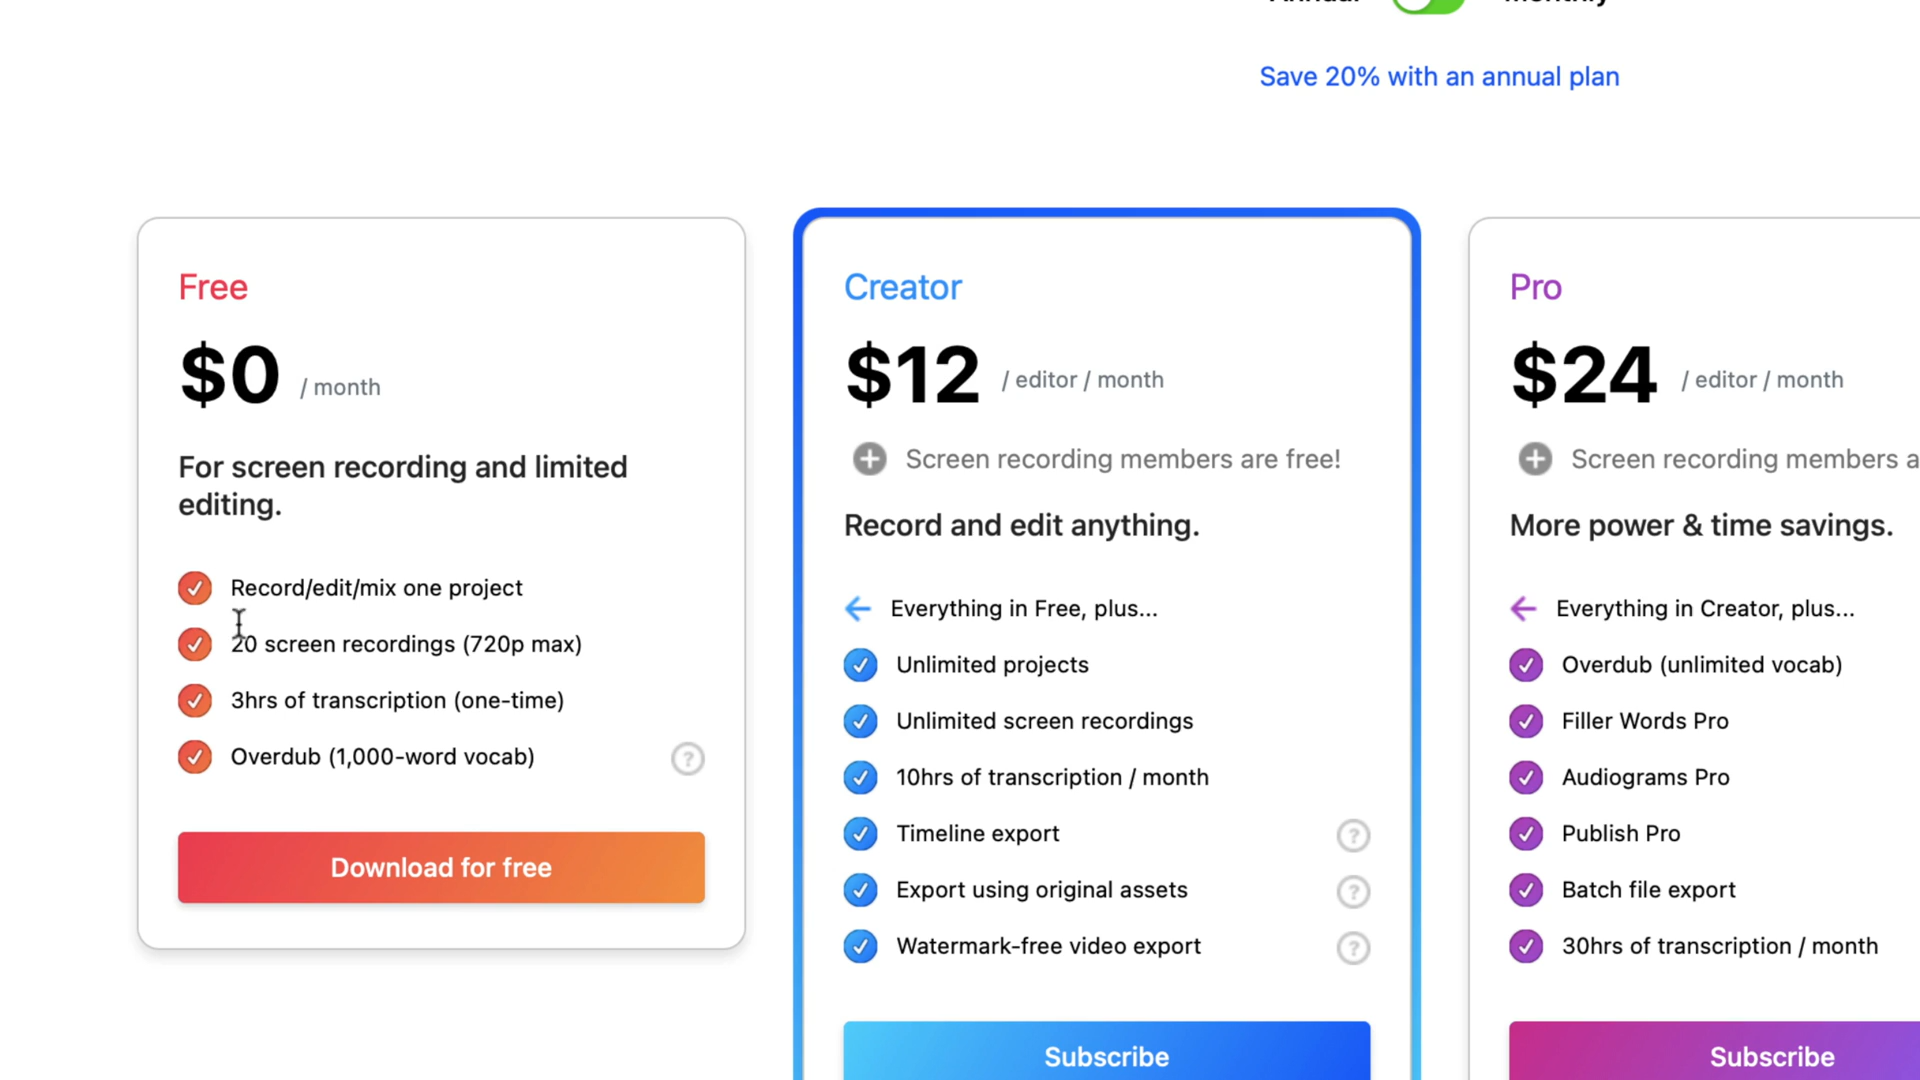 Annual Monthly
Save 20% with an annual plan
Free
$0 / month
For screen recording and limited
editing.
Record/edit/mix one project
20 screen recordings (720p max)
3hrs of transcription (one-time)
Overdub (1,000-word vocab) ?
Download for free
Creator
$12 / editor / month
Screen recording members are free!
Record and edit anything.
Everything in Free, plus...
Unlimited projects
Unlimited screen recordings
10hrs of transcription / month
Timeline export ?
Export using original assets ?
Watermark-free video export ?
Subscribe
Pro
$24 / editor / month
Screen recording members a
More power & time savings.
Everything in Creator, plus...
Overdub (unlimited vocab)
Filler Words Pro
Audiograms Pro
Publish Pro
Batch file export
30hrs of transcription / month
Subscribe